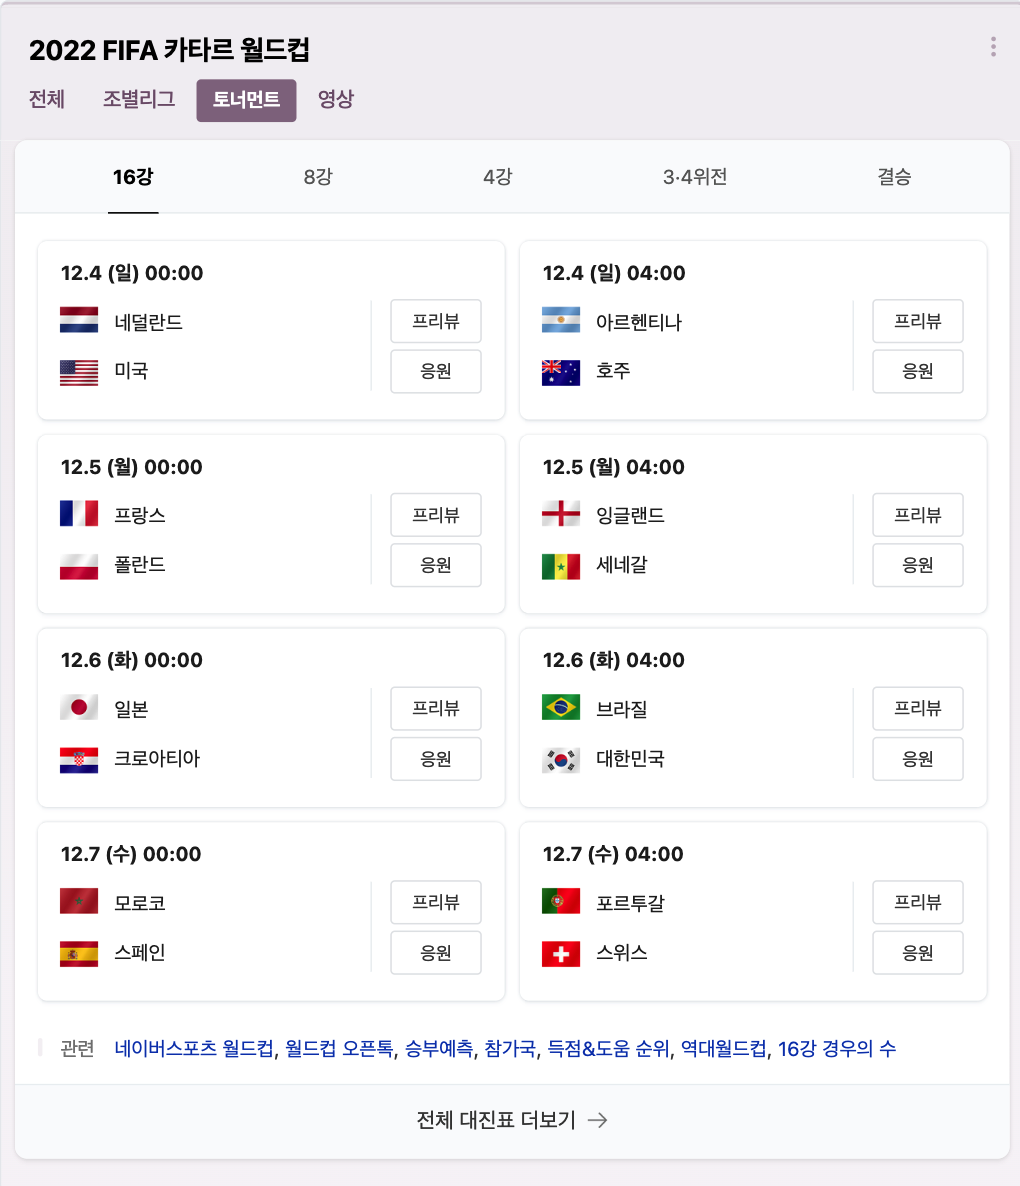 2022 FIFA 카타르 월드컵
전체 조별리그 토너먼트 영상
16강 8강 4강 3·4위전 결승
12.4 (일) 00:00
네덜란드
프리뷰
미국
응원
12.4 (일) 04:00
아르헨티나
프리뷰
호주
응원
12.5 (월) 00:00
프랑스
프리뷰
폴란드
응원
12.5 (월) 04:00
잉글랜드
프리뷰
세네갈
응원
12.6 (화) 00:00
일본
프리뷰
크로아티아
응원
12.6 (화) 04:00
브라질
프리뷰
대한민국
응원
12.7 (수) 00:00
모로코
프리뷰
스페인
응원
12.7 (수) 04:00
포르투갈
프리뷰
스위스
응원
관련 네이버스포츠 월드컵, 월드컵 오픈톡, 승부예측, 참가국, 득점&도움 순위, 역대월드컵, 16강 경우의 수
전체 대진표 더보기 →